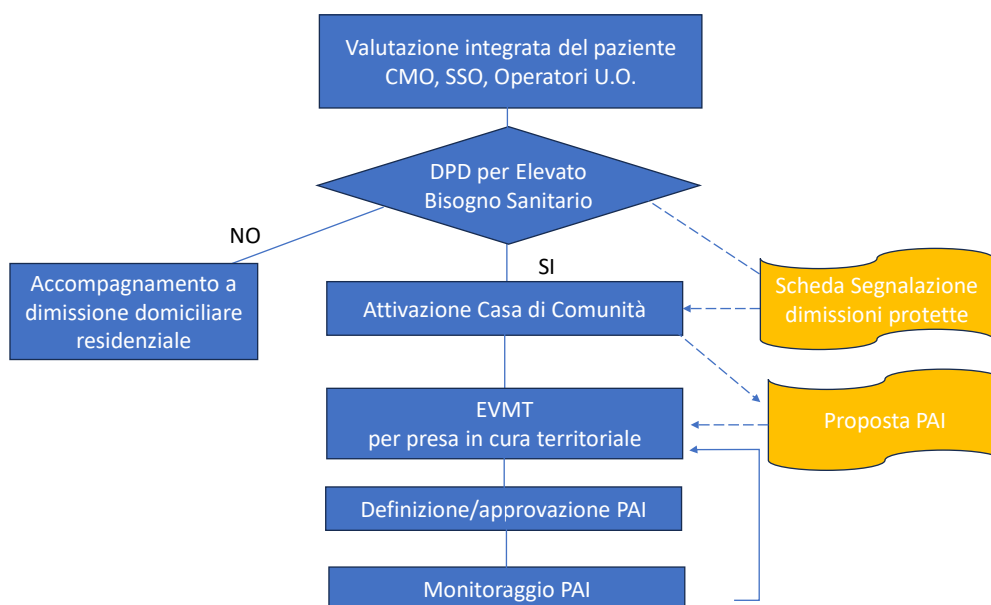 Valutazione integrata del paziente
CMO, SSO, Operatori U.O.
DPD per Elevato
Bisogno Sanitario
NO
SI
Accompagnamento a
dimissione domiciliare
residenziale
Attivazione Casa di Comunità
Scheda Segnalazione
dimissioni protette
EVMT
per presa in cura territoriale
Proposta PAI
Definizione/approvazione PAI
Monitoraggio PAI